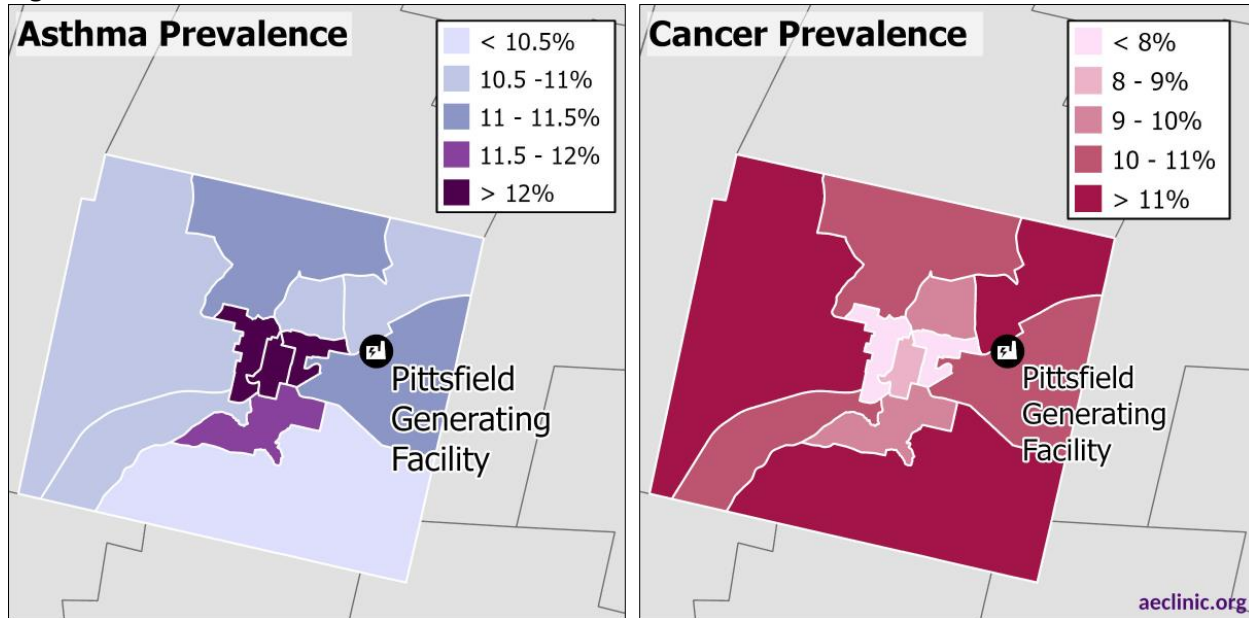 Asthma Prevalence
< 10.5%
10.5 -11%
11 - 11.5%
11.5 - 12%
> 12%
Pittsfield
Generating
Facility
Cancer Prevalence
< 8%
8 - 9%
9 - 10%
10 - 11%
> 11%
Pittsfield
Generating
Facility
aeclinic.org